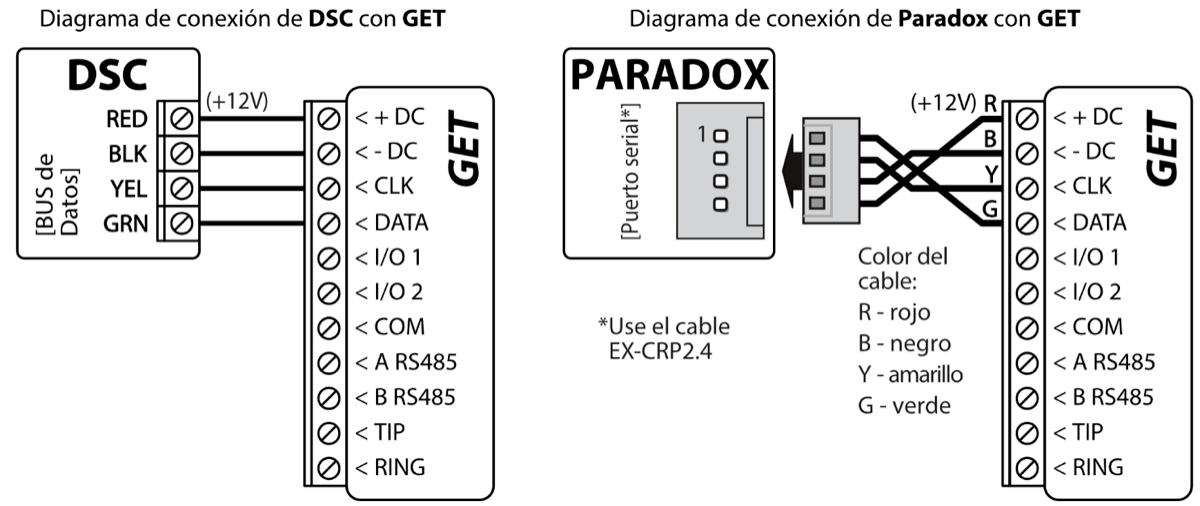 Diagrama de conexión de DSC con GET
DSC
(+12V)
RED
BLK
YEL
GRN
[BUS de
Datos]
GET
< + DC
< - DC
< CLK
< DATA
< I/O 1
< I/O 2
< COM
< A RS485
< B RS485
< TIP
< RING
Diagrama de conexión de Paradox con GET
PARADOX
[Puerto serial*]
1
(+12V) R
B
Y
G
Color del
cable:
R - rojo
B - negro
Y - amarillo
G - verde
*Use el cable
EX-CRP2.4
GET
< + DC
< - DC
< CLK
< DATA
< I/O 1
< I/O 2
< COM
< A RS485
< B RS485
< TIP
< RING